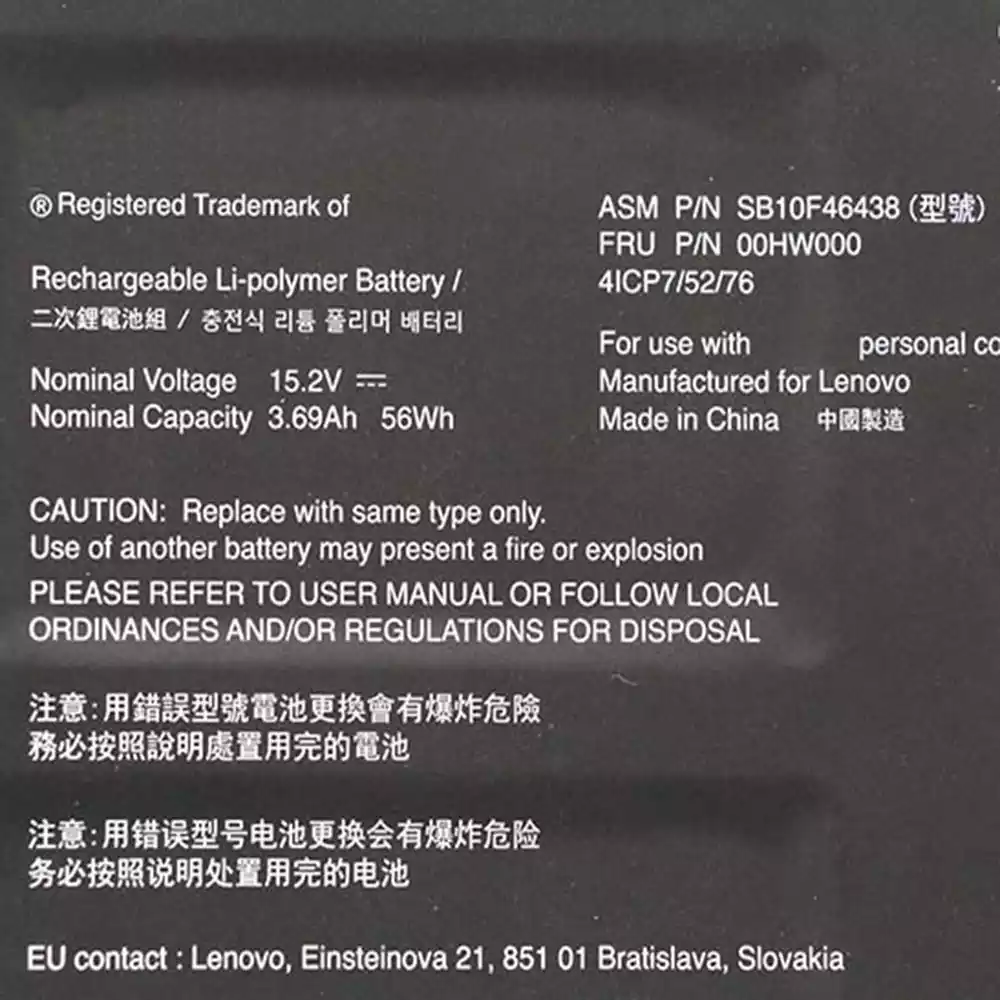 ® Registered Trademark of
Rechargeable Li-polymer Battery /
二次鋰電池組 / 충전식 리튬 폴리머 배터리
Nominal Voltage 15.2V ⎓
Nominal Capacity 3.69Ah 56Wh
ASM P/N SB10F46438 (型號)
FRU P/N 00HW000
4ICP7/52/76
For use with personal co
Manufactured for Lenovo
Made in China 中國製造
CAUTION: Replace with same type only.
Use of another battery may present a fire or explosion
PLEASE REFER TO USER MANUAL OR FOLLOW LOCAL
ORDINANCES AND/OR REGULATIONS FOR DISPOSAL
注意:用錯誤型號電池更換會有爆炸危險
務必按照說明處置用完的電池
注意:用错误型号电池更换会有爆炸危险
务必按照说明处置用完的电池
EU contact : Lenovo, Einsteinova 21, 851 01 Bratislava, Slovakia